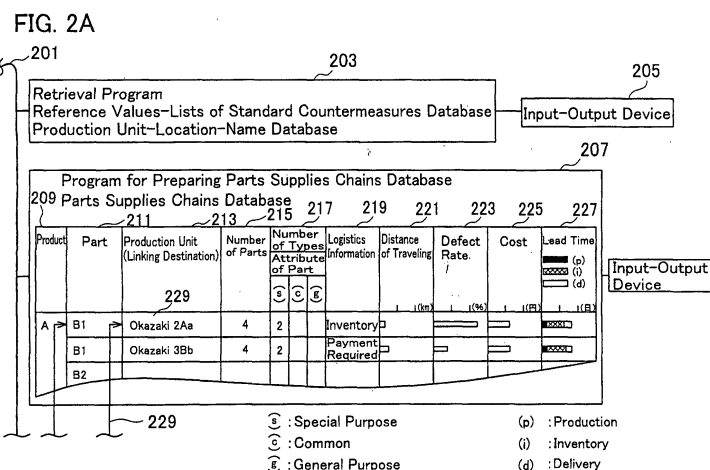 FIG. 2A
201
203
205
Retrieval Program
Reference Values-Lists of Standard Countermeasures Database
Production Unit-Location-Name Database
Input-Output Device
207
Program for Preparing Parts Supplies Chains Database
Parts Supplies Chains Database
209 211 213 215 217 219 221 223 225 227
Product Part Production Unit (Linking Destination) Number of Parts Number of Types Attribute of Part Logistics Information Distance of Traveling Defect Rate Cost Lead Time
(p)
(i)
(d)
Input-Output Device
s c g
(km) (%) (円) (日)
229
A B1 Okazaki 2Aa 4 2 Inventory
B1 Okazaki 3Bb 4 2 Payment Required
B2
229
s :Special Purpose (p) :Production
c :Common (i) :Inventory
g :General Purpose (d) :Delivery